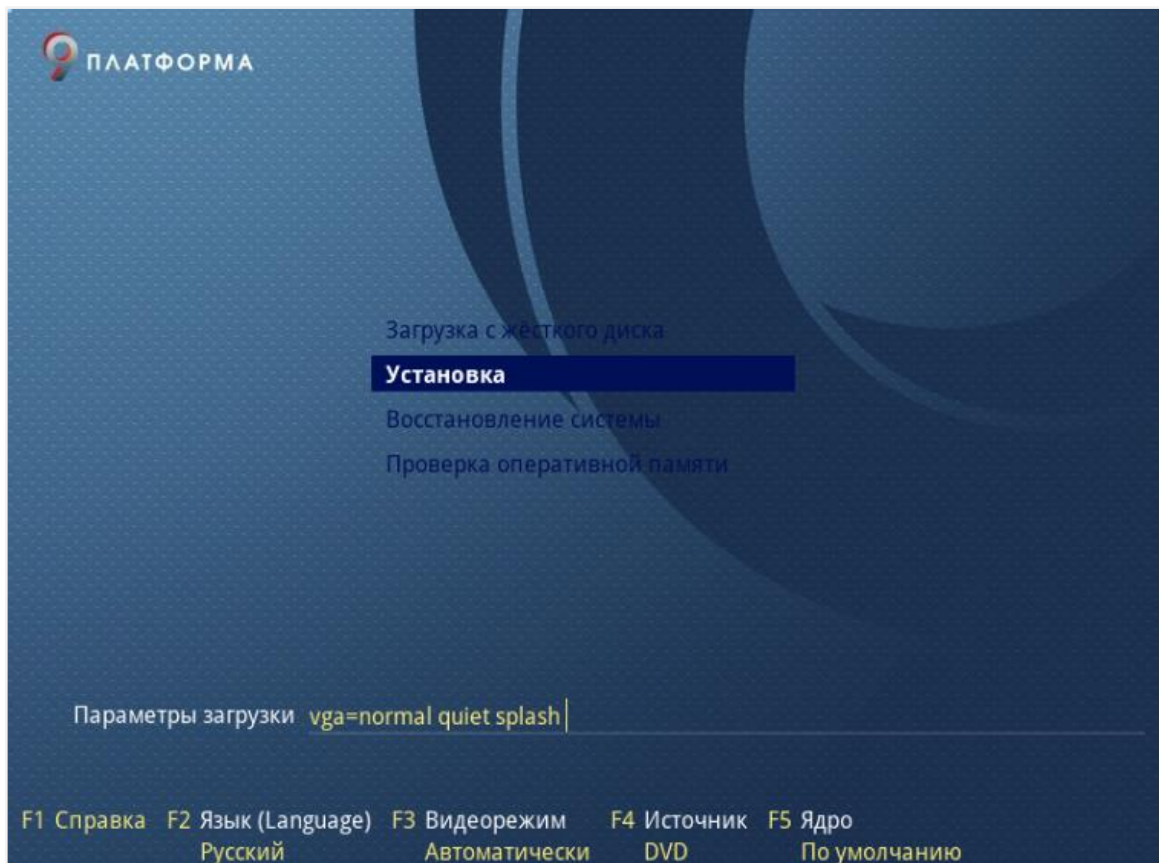 9 ПЛАТФОРМА
Загрузка с жёсткого диска
Установка
Восстановление системы
Проверка оперативной памяти
Параметры загрузки vga=normal quiet splash
F1 Справка F2 Язык (Language) F3 Видеорежим F4 Источник F5 Ядро
Русский Автоматически DVD По умолчанию